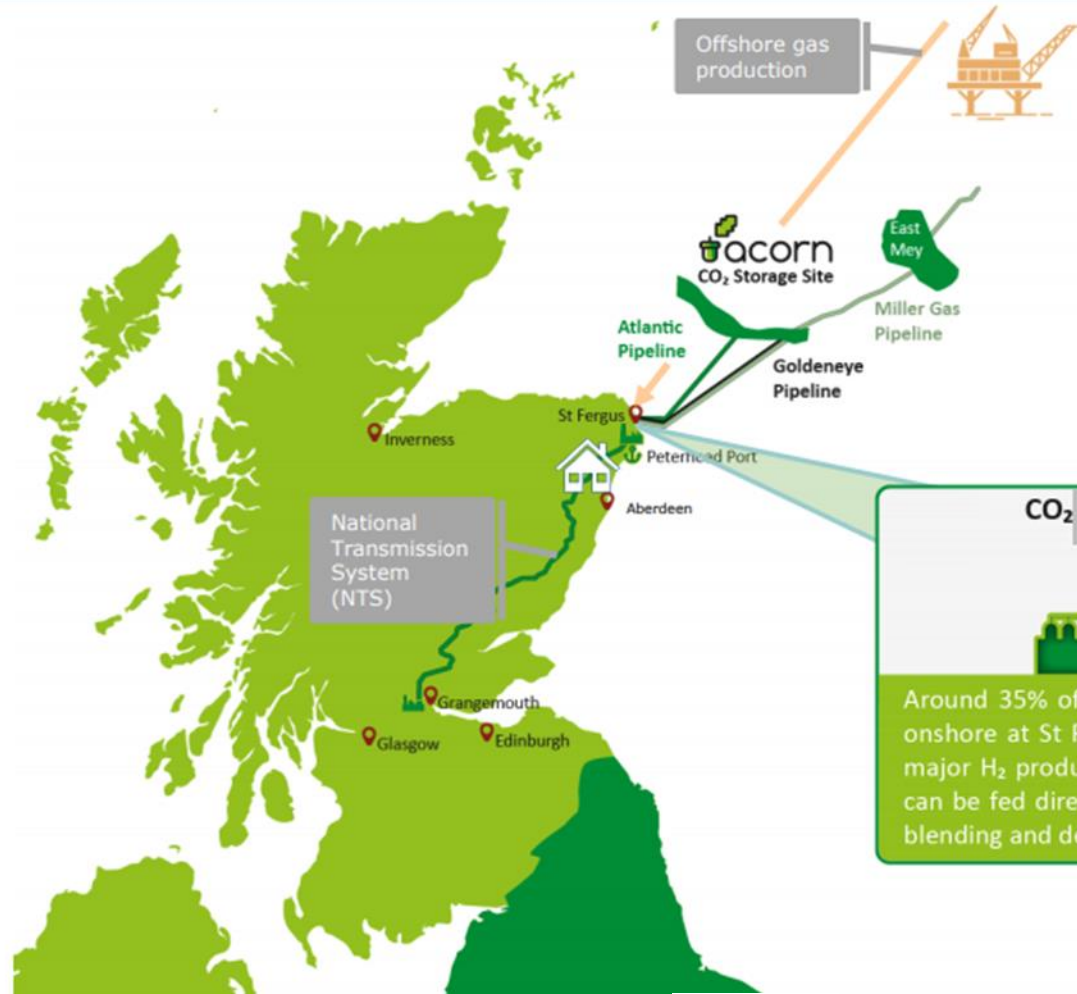 Offshore gas
production
East
Mey
acorn
CO₂ Storage Site
Miller Gas
Pipeline
Atlantic
Pipeline
Goldeneye
Pipeline
St Fergus
Inverness
Peterhead Port
Aberdeen
National
Transmission
System
(NTS)
CO₂
Around 35% of
onshore at St
major H₂
can be fed
blending and
Grangemouth
Glasgow
Edinburgh